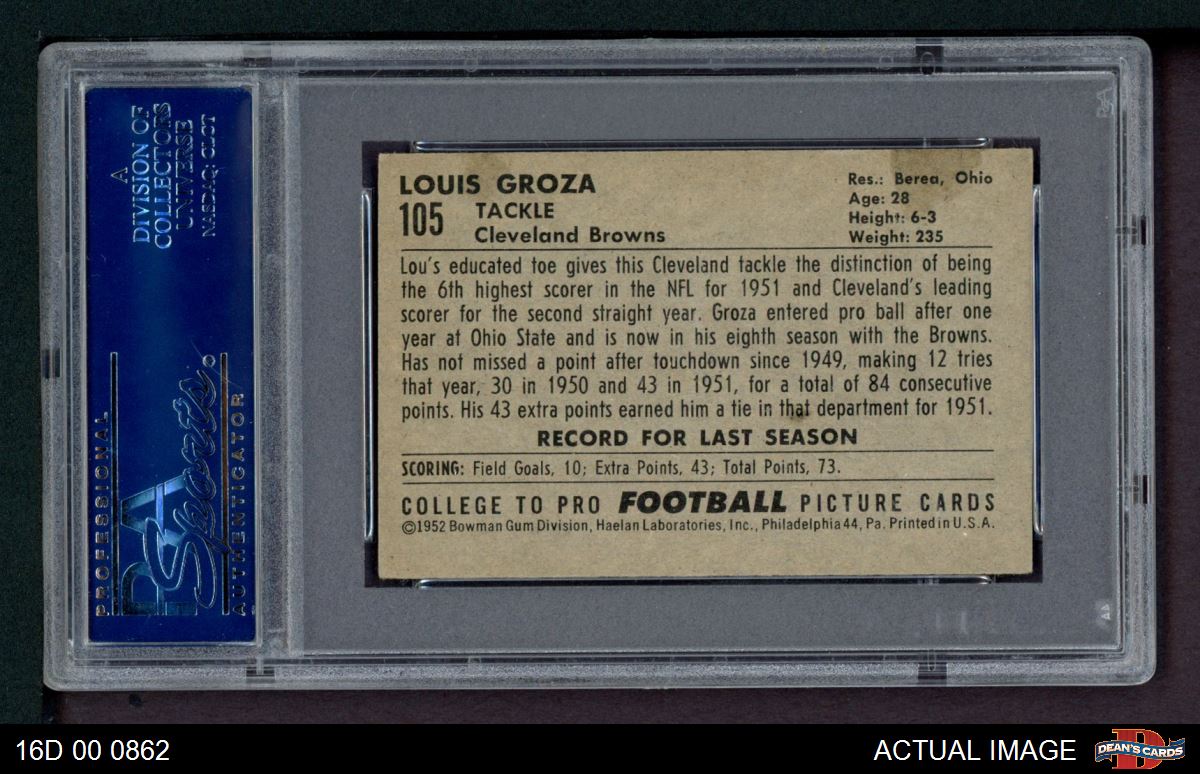 A
DIVISION OF
COLLECTORS
UNIVERSE
NASDAQ: CLCT
PROFESSIONAL
PSA
Sports
AUTHENTICATOR
LOUIS GROZA
105
TACKLE
Cleveland Browns
Res.: Berea, Ohio
Age: 28
Height: 6-3
Weight: 235
Lou's educated toe gives this Cleveland tackle the distinction of being
the 6th highest scorer in the NFL for 1951 and Cleveland's leading
scorer for the second straight year. Groza entered pro ball after one
year at Ohio State and is now in his eighth season with the Browns.
Has not missed a point after touchdown since 1949, making 12 tries
that year, 30 in 1950 and 43 in 1951, for a total of 84 consecutive
points. His 43 extra points earned him a tie in that department for 1951.
RECORD FOR LAST SEASON
SCORING: Field Goals, 10; Extra Points, 43; Total Points, 73.
COLLEGE TO PRO FOOTBALL PICTURE CARDS
©1952 Bowman Gum Division, Haelan Laboratories, Inc., Philadelphia 44, Pa. Printed in U.S.A.
16D 00 0862
ACTUAL IMAGE
DEAN'S CARDS